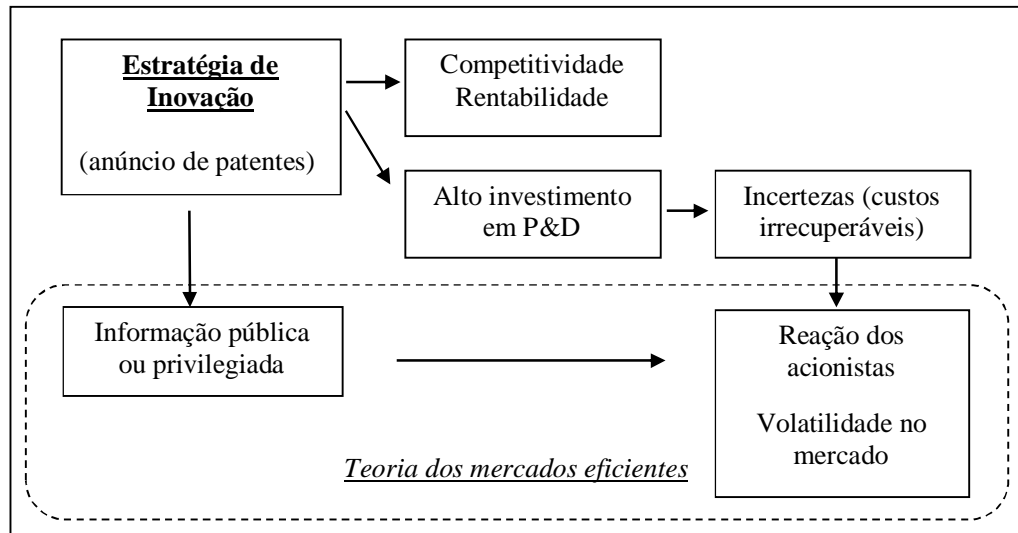 Estratégia de
Inovação
(anúncio de patentes)
Competitividade
Rentabilidade
Alto investimento
em P&D
Incertezas (custos
irrecuperáveis)
Informação pública
ou privilegiada
Reação dos
acionistas
Volatilidade no
mercado
Teoria dos mercados eficientes